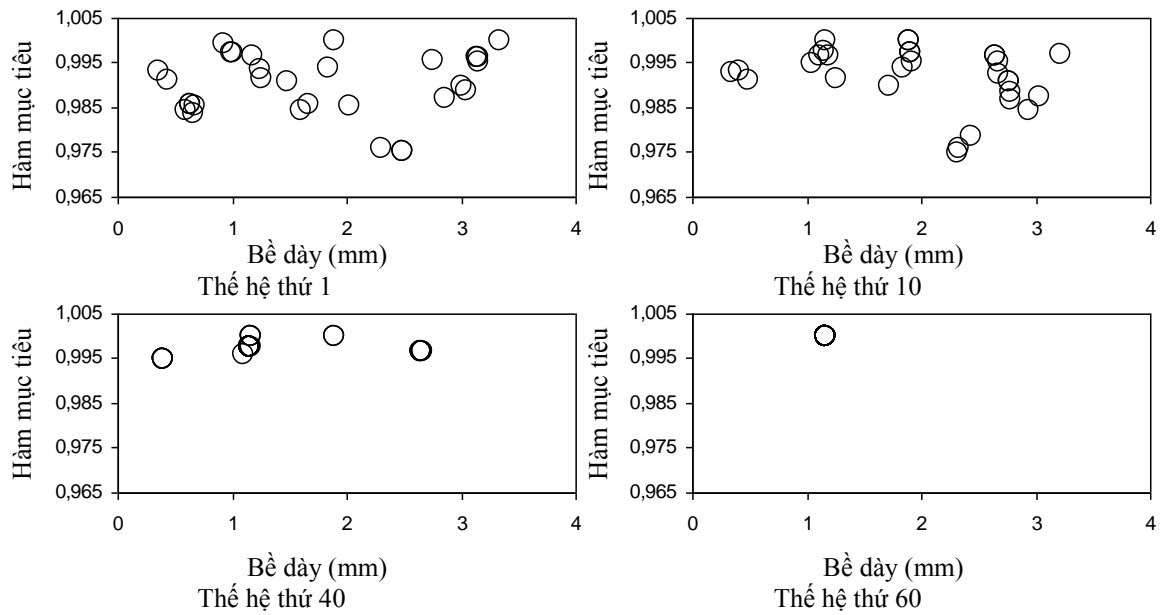 1,005
0,995
0,985
0,975
0,965
0 1 2 3 4
Hàm mục tiêu
Bề dày (mm)
Thế hệ thứ 1
1,005
0,995
0,985
0,975
0,965
0 1 2 3 4
Hàm mục tiêu
Bề dày (mm)
Thế hệ thứ 10
1,005
0,995
0,985
0,975
0,965
0 1 2 3 4
Hàm mục tiêu
Bề dày (mm)
Thế hệ thứ 40
1,005
0,995
0,985
0,975
0,965
0 1 2 3 4
Hàm mục tiêu
Bề dày (mm)
Thế hệ thứ 60